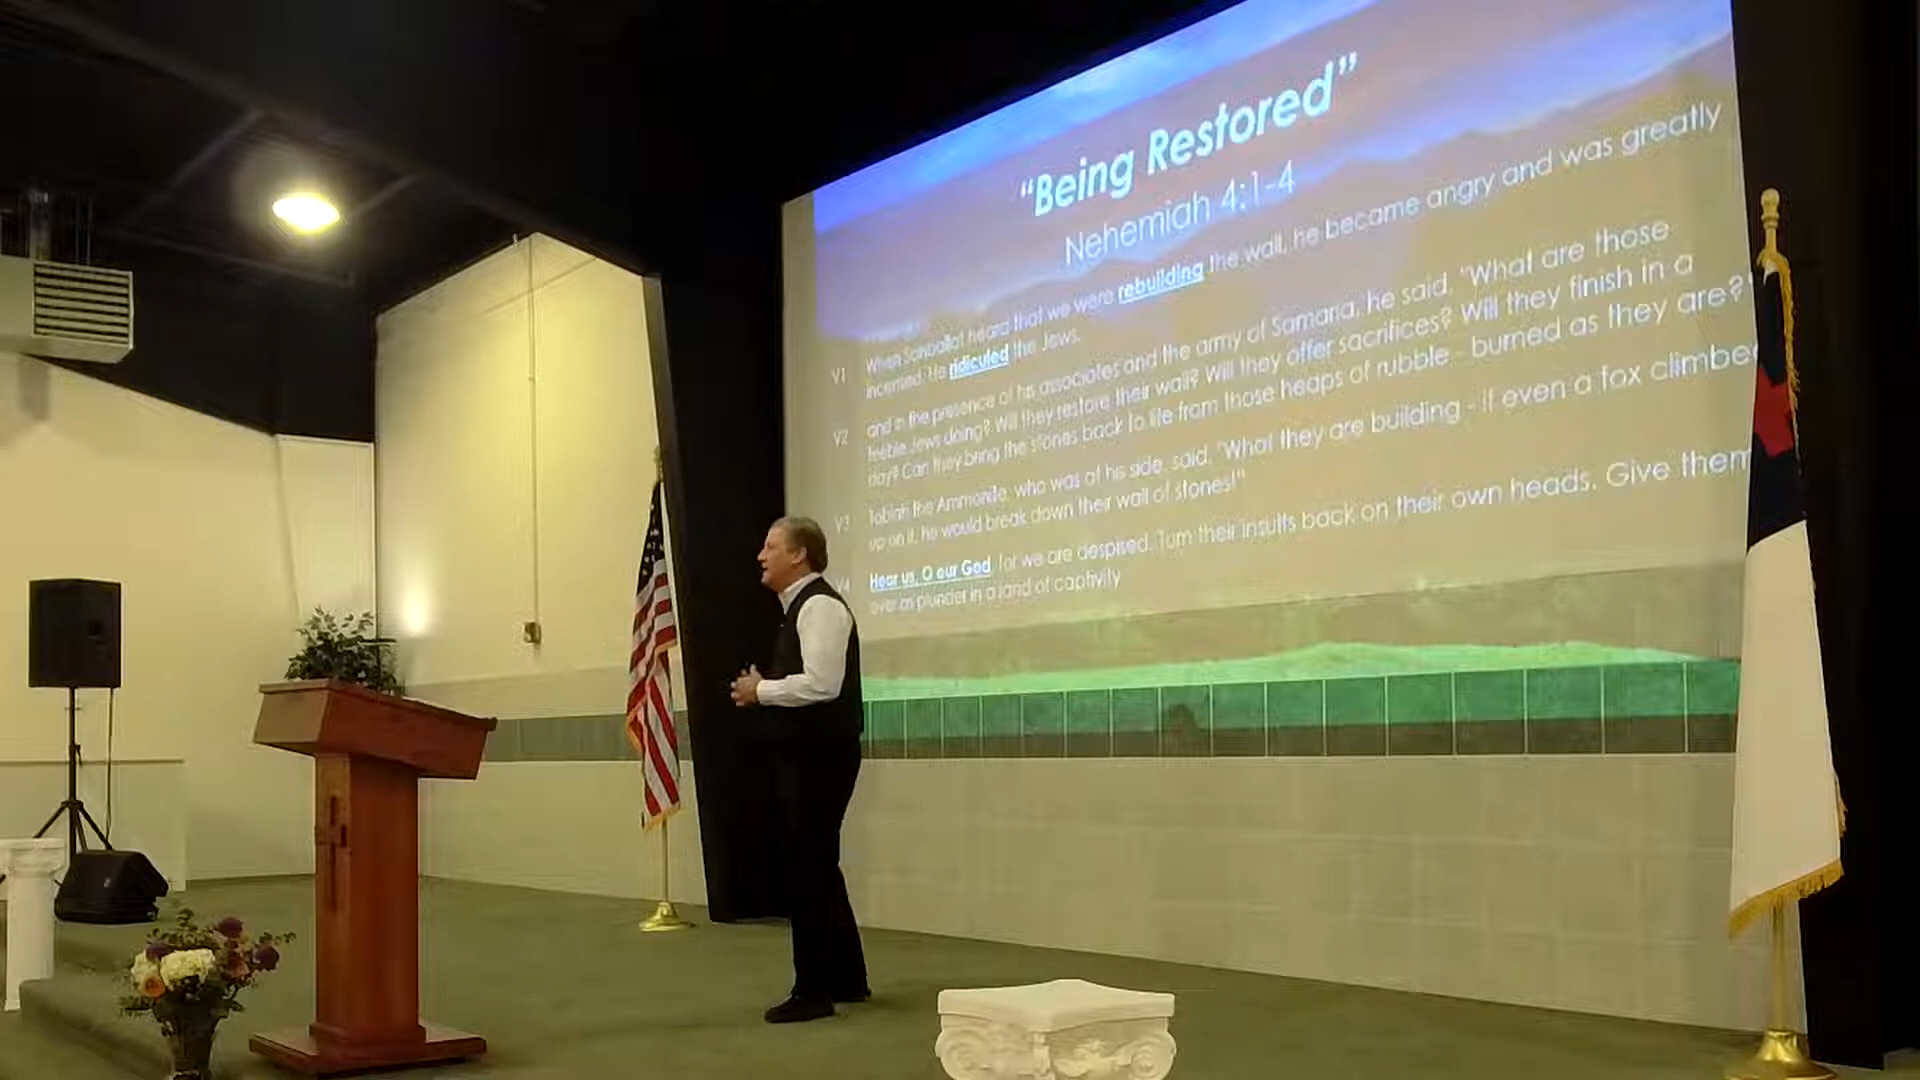 "Being Restored"
Nehemiah 4:1-4
V1 When Sanballat heard that we were rebuilding the wall, he became angry and was greatly
incensed. He ridiculed the Jews,
V2 and in the presence of his associates and the army of Samaria, he said, "What are those
feeble Jews doing? Will they restore their wall? Will they offer sacrifices? Will they finish in a
day? Can they bring the stones back to life from those heaps of rubble - burned as they are?"
V3 Tobiah the Ammonite, who was at his side, said, "What they are building - if even a fox climbed
up on it, he would break down their wall of stones!"
V4 Hear us, O our God, for we are despised. Turn their insults back on their own heads. Give them
over as plunder in a land of captivity